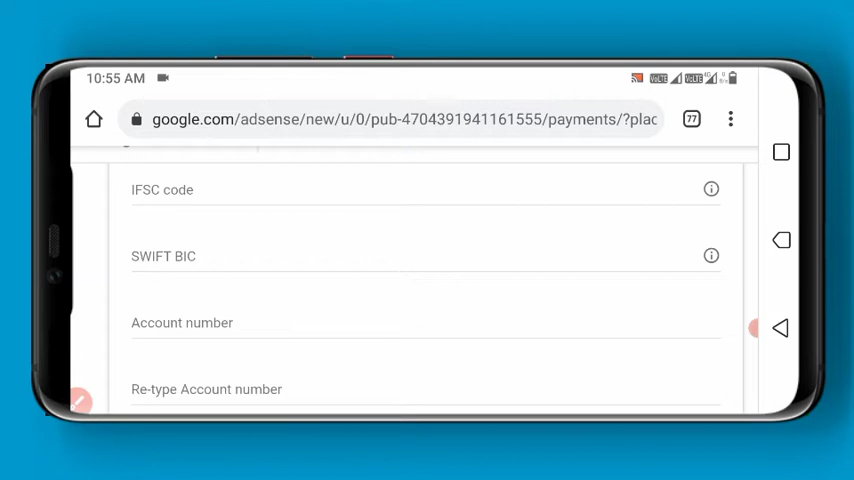 10:55 AM
google.com/adsense/new/u/0/pub-4704391941161555/payments/?plac
77
IFSC code
SWIFT BIC
Account number
Re-type Account number